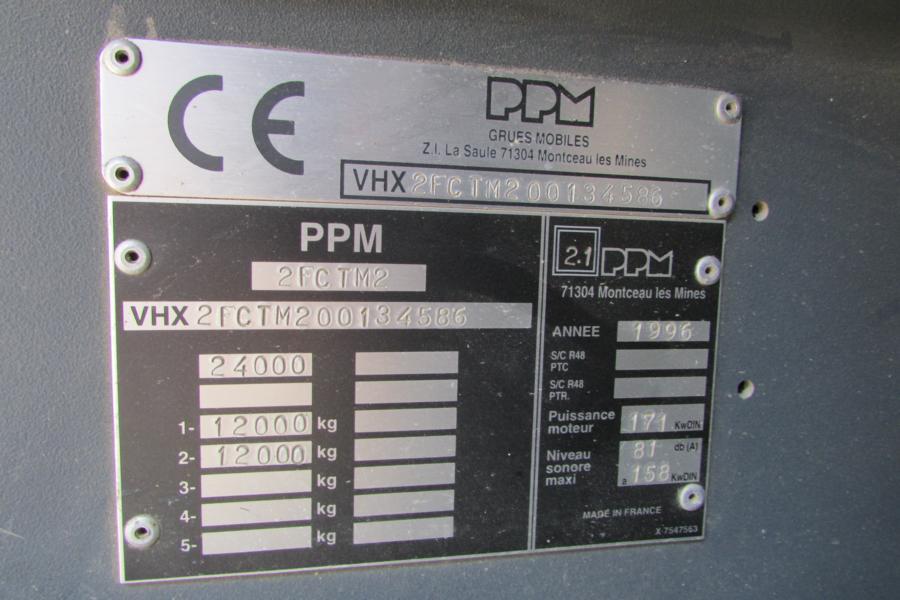 CE
PPM
GRUES MOBILES
Z.I. La Saule 71304 Montceau les Mines
VHX 2FCTM200134586
PPM
2FCTM2
VHX 2FCTM200134586
24000
1- 12000 kg
2- 12000 kg
3- kg
4- kg
5- kg
2.1 PPM
71304 Montceau les Mines
ANNEE 1996
S/C R48
PTC
S/C R48
PTR.
Puissance
moteur 171 KwDIN
Niveau
sonore
maxi
81 db (A)
a 158 KwDIN
MADE IN FRANCE
X-7547563